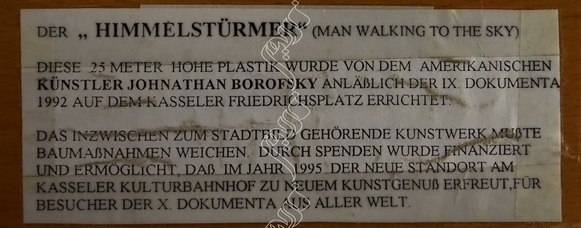 DER „ HIMMELSTÜRMER“ (MAN WALKING TO THE SKY)
DIESE 25 METER HOHE PLASTIK WURDE VON DEM AMERIKANISCHEN
KÜNSTLER JOHNATHAN BOROFSKY ANLÄßLICH DER IX. DOKUMENTA
1992 AUF DEM KASSELER FRIEDRICHSPLATZ ERRICHTET.
DAS INZWISCHEN ZUM STADTBILD GEHÖRENDE KUNSTWERK MUßTE
BAUMAßNAHMEN WEICHEN. DURCH SPENDEN WURDE FINANZIERT
UND ERMÖGLICHT, DAß IM JAHR 1995 DER NEUE STANDORT AM
KASSELER KULTURBAHNHOF ZU NEUEM KUNSTGENUß ERFREUT,FÜR
BESUCHER DER X. DOKUMENTA AUS ALLER WELT.